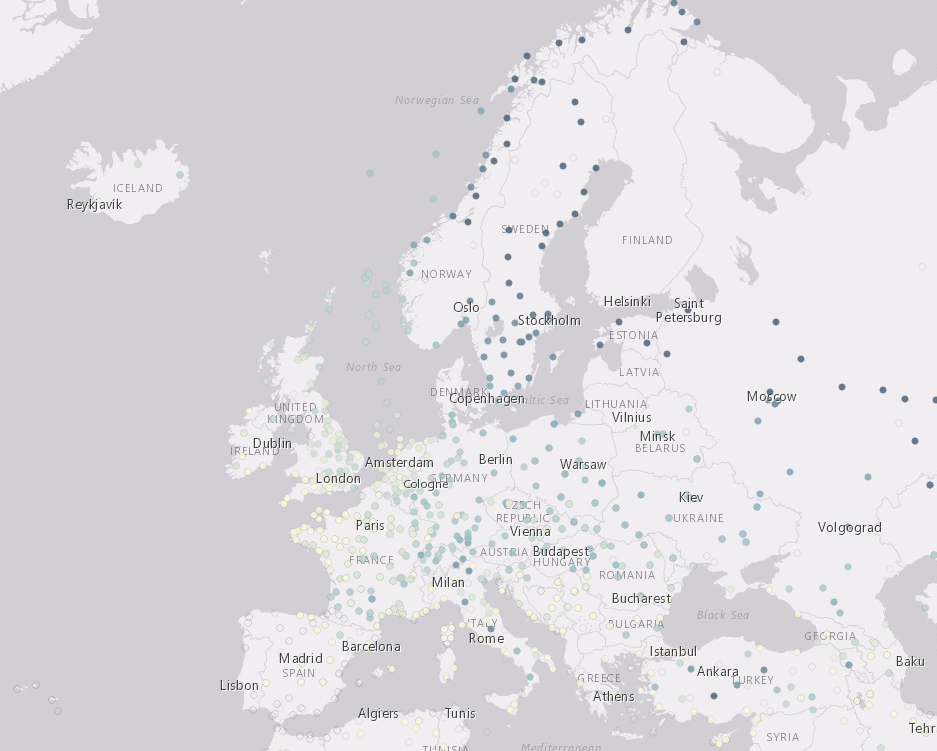 Norwegian Sea
ICELAND
Reykjavík
SWEDEN
FINLAND
NORWAY
Oslo
Helsinki
Saint
Petersburg
Stockholm
ESTONIA
North Sea
LATVIA
DENMARK
Copenhagen
ltic Sea
Moscow
LITHUANIA
UNITED
KINGDOM
Vilnius
Minsk
BELARUS
Dublin
IRELAND
Amsterdam
Berlin
Warsaw
London
Cologne
GERMANY
Kiev
CZECH
REPUBLIC
UKRAINE
Paris
Vienna
Volgograd
FRANCE
AUSTRIA
Budapest
HUNGARY
Milan
ROMANIA
Bucharest
Black Sea
ITALY
BULGARIA
Rome
GEORGIA
Barcelona
Istanbul
Madrid
SPAIN
Baku
Ankara
TURKEY
GREECE
Lisbon
Athens
Algiers
Tunis
Tehr
SYRIA
TUNISIA
Mediterranean